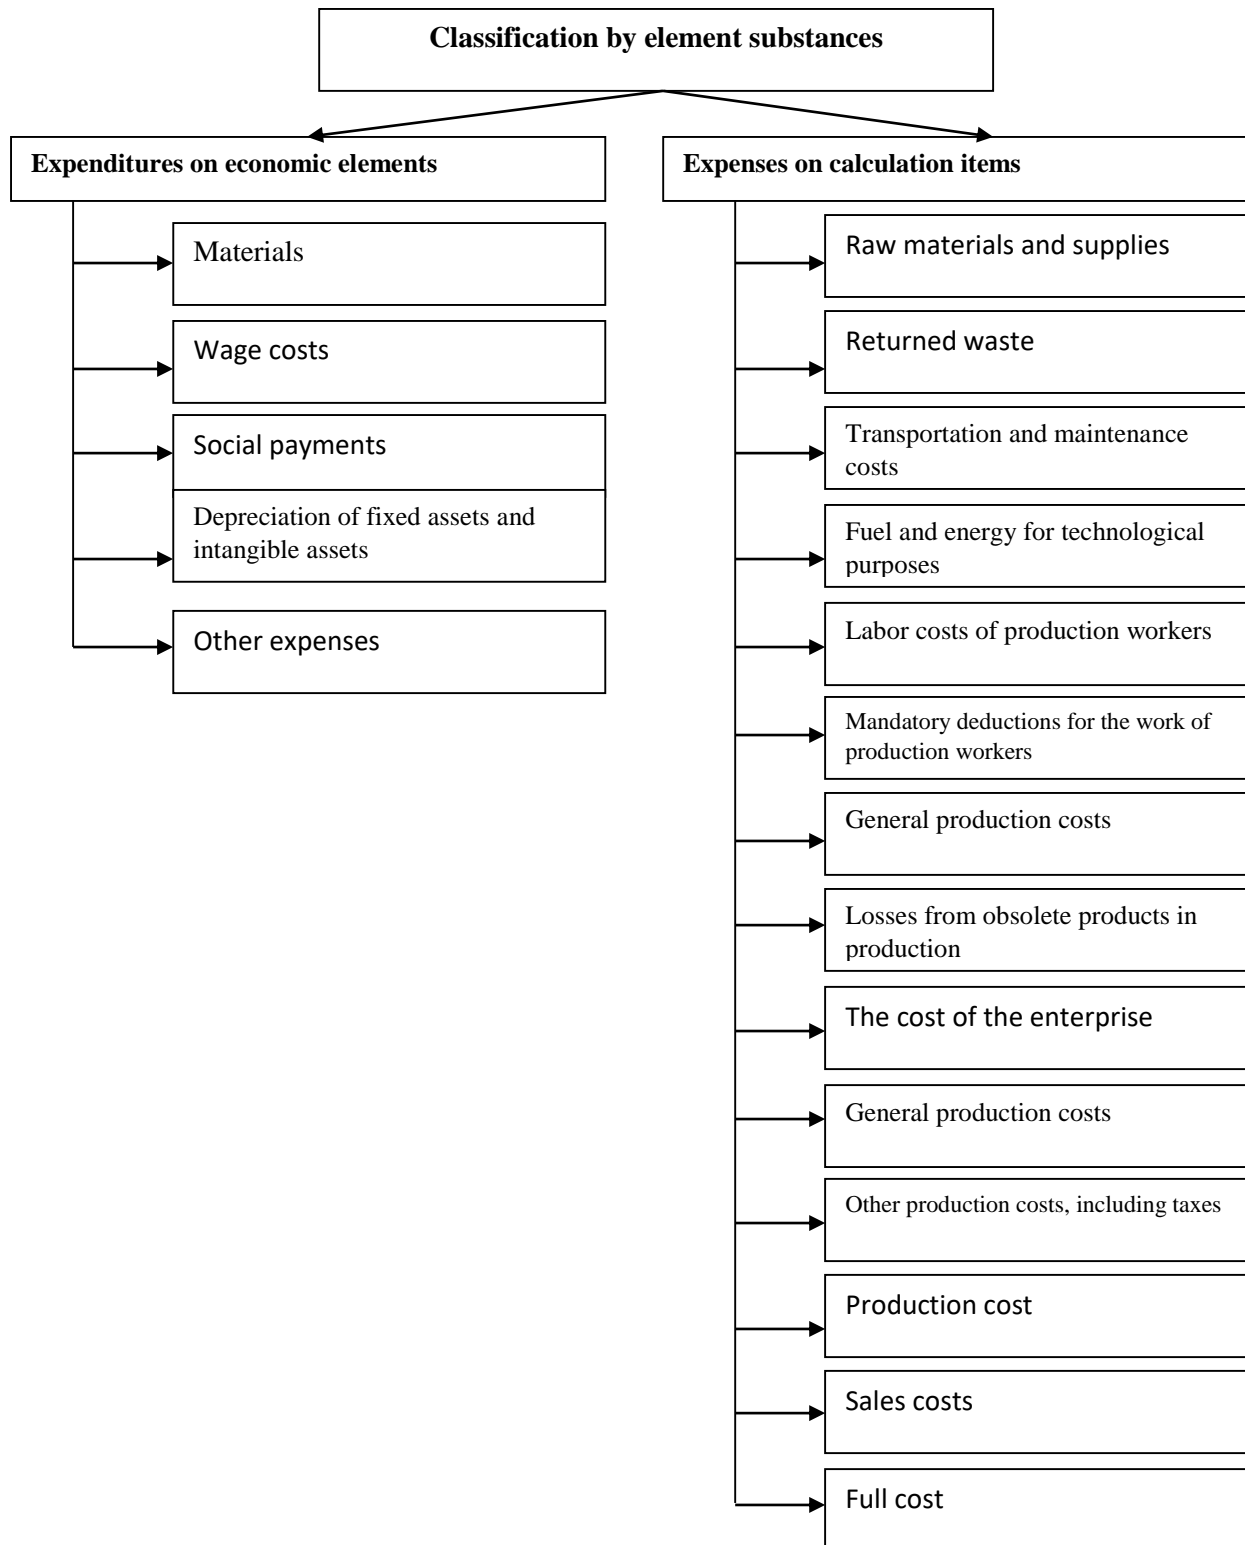 Classification by element substances
Expenditures on economic elements
Materials
Wage costs
Social payments
Depreciation of fixed assets and
intangible assets
Other expenses
Expenses on calculation items
Raw materials and supplies
Returned waste
Transportation and maintenance
costs
Fuel and energy for technological
purposes
Labor costs of production workers
Mandatory deductions for the work of
production workers
General production costs
Losses from obsolete products in
production
The cost of the enterprise
General production costs
Other production costs, including taxes
Production cost
Sales costs
Full cost